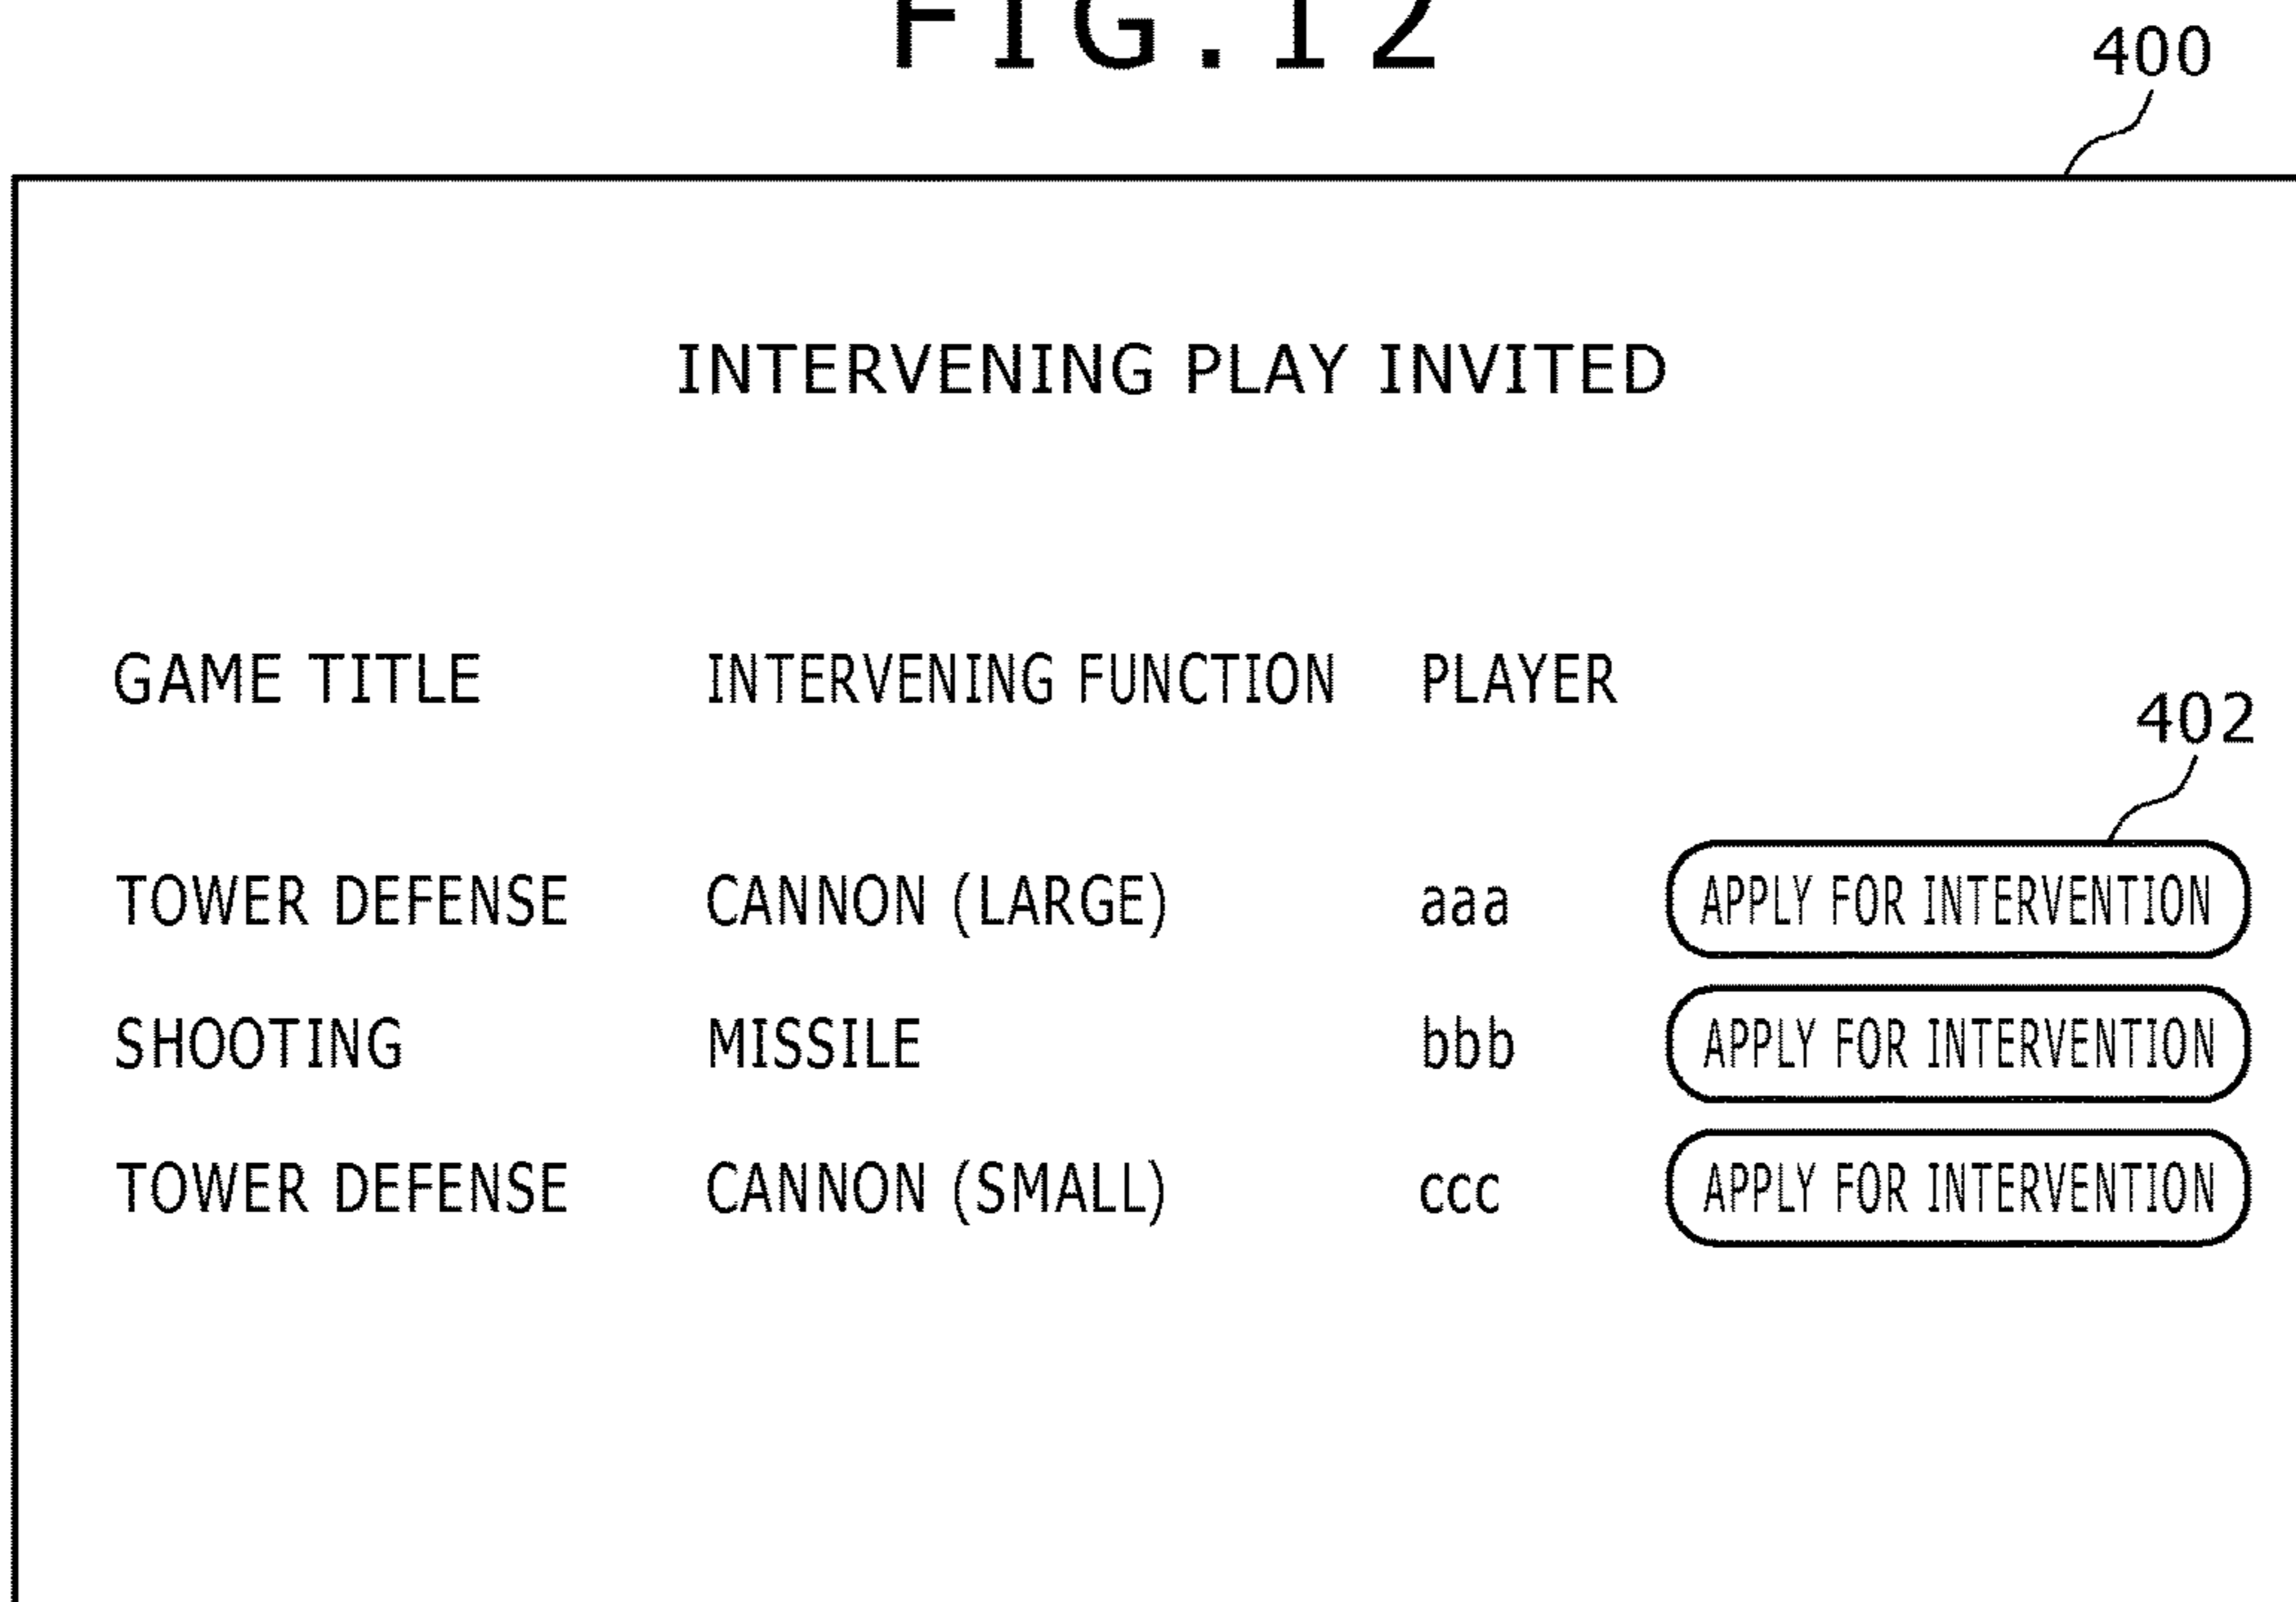 FIG.12
400
INTERVENING PLAY INVITED
GAME TITLE INTERVENING FUNCTION PLAYER
402
TOWER DEFENSE CANNON (LARGE) aaa APPLY FOR INTERVENTION
SHOOTING MISSILE bbb APPLY FOR INTERVENTION
TOWER DEFENSE CANNON (SMALL) ccc APPLY FOR INTERVENTION